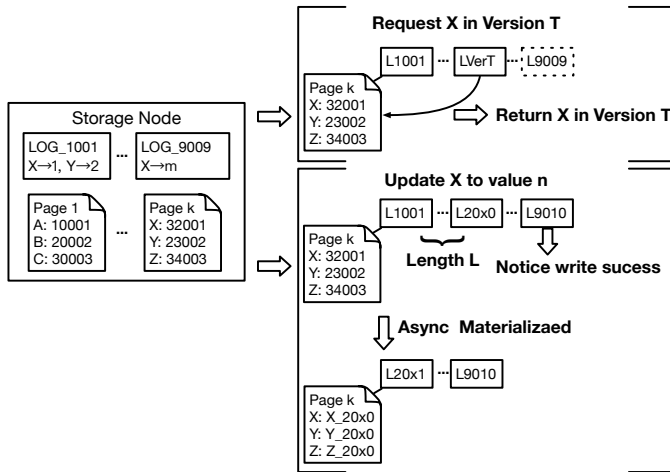 Storage Node
LOG_1001
X→1, Y→2
...
LOG_9009
X→m
Page 1
A: 10001
B: 20002
C: 30003
...
Page k
X: 32001
Y: 23002
Z: 34003
Request X in Version T
L1001 ... LVerT ... L9009
Page k
X: 32001
Y: 23002
Z: 34003
Return X in Version T
Update X to value n
L1001 ... L20x0 ... L9010
Page k
X: 32001
Y: 23002
Z: 34003
Length L
Notice write sucess
Async Materializaed
L20x1 ... L9010
Page k
X: X_20x0
Y: Y_20x0
Z: Z_20x0